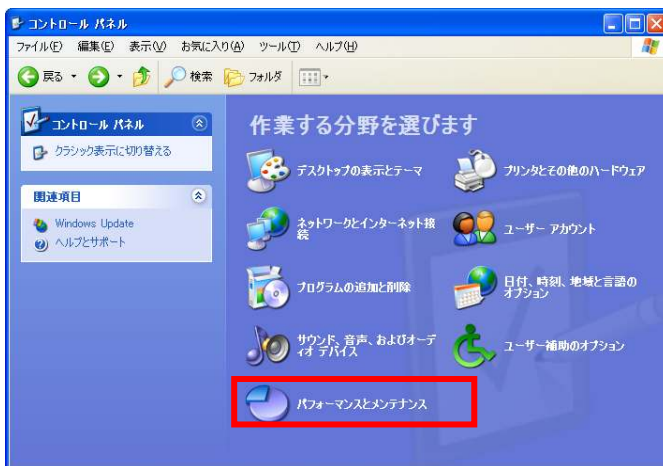 コントロール パネル
ファイル(F) 編集(E) 表示(V) お気に入り(A) ツール(T) ヘルプ(H)
戻る 検索 フォルダ
コントロール パネル
クラシック表示に切り替える
関連項目
Windows Update
ヘルプとサポート
作業する分野を選びます
デスクトップの表示とテーマ
プリンタとその他のハードウェア
ネットワークとインターネット接
続
ユーザー アカウント
プログラムの追加と削除
日付、時刻、地域と言語の
オプション
サウンド、音声、およびオーデ
ィオ デバイス
ユーザー補助のオプション
パフォーマンスとメンテナンス